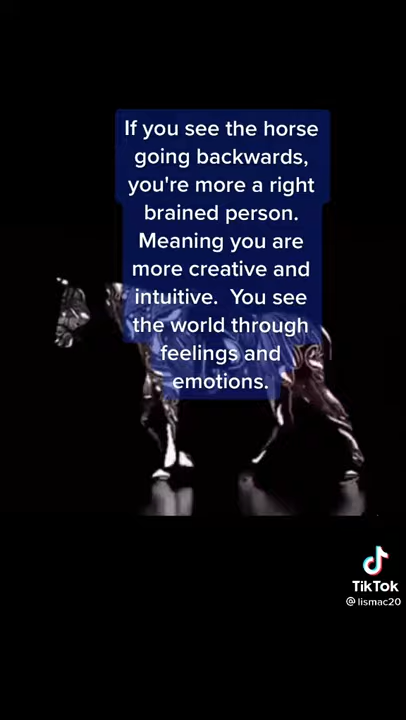 If you see the horse
going backwards,
you're more a right
brained person.
Meaning you are
more creative and
intuitive.  You see
the world through
feelings and
emotions.
TikTok
@lismac20